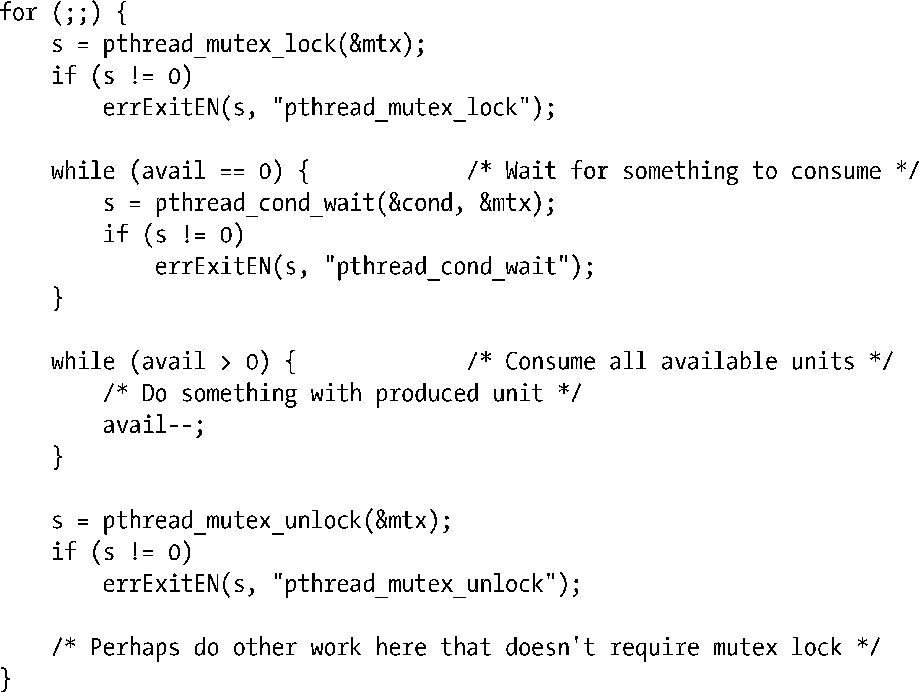 for (;;) {
    s = pthread_mutex_lock(&mtx);
    if (s != 0)
        errExitEN(s, "pthread_mutex_lock");

    while (avail == 0) {            /* Wait for something to consume */
        s = pthread_cond_wait(&cond, &mtx);
        if (s != 0)
            errExitEN(s, "pthread_cond_wait");
    }

    while (avail > 0) {             /* Consume all available units */
        /* Do something with produced unit */
        avail--;
    }

    s = pthread_mutex_unlock(&mtx);
    if (s != 0)
        errExitEN(s, "pthread_mutex_unlock");

    /* Perhaps do other work here that doesn't require mutex lock */
}